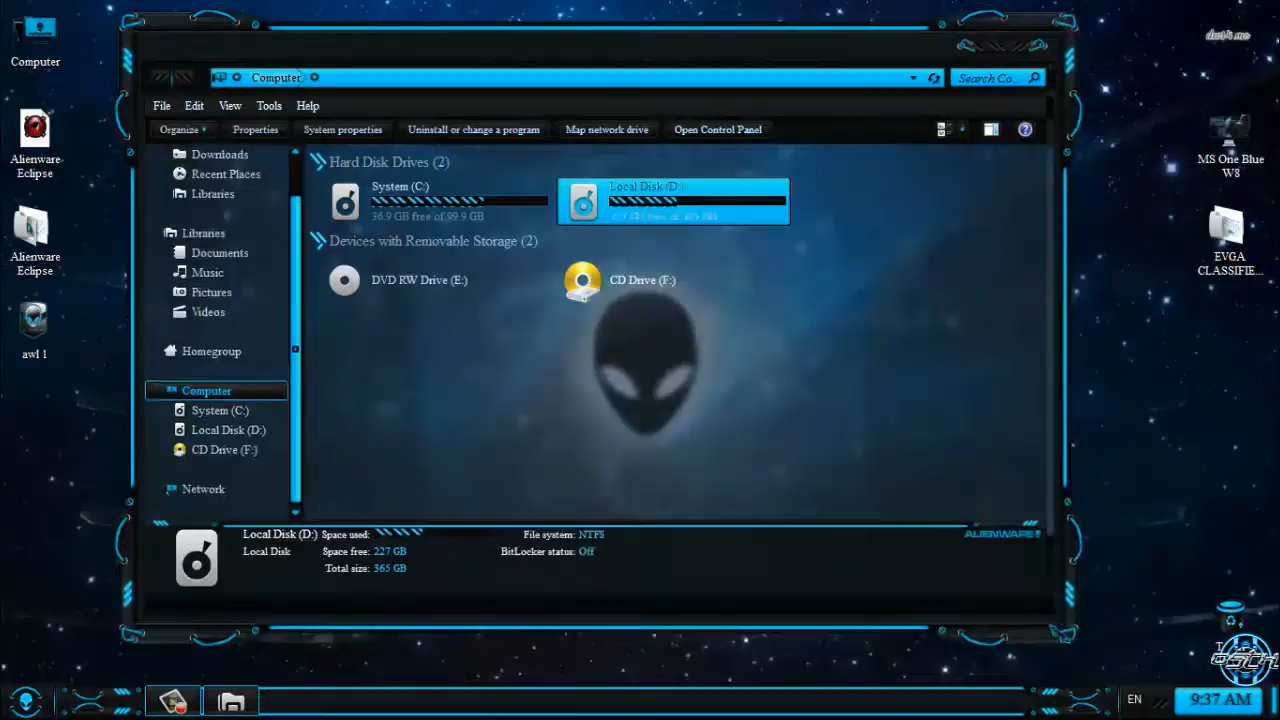 Computer
Alienware Eclipse
Alienware Eclipse
awl 1
Computer
Search Co...
File Edit View Tools Help
Organize Properties System properties Uninstall or change a program Map network drive Open Control Panel
Downloads
Recent Places
Libraries
Libraries
Documents
Music
Pictures
Videos
Homegroup
Computer
System (C:)
Local Disk (D:)
CD Drive (F:)
Network
Hard Disk Drives (2)
System (C:)
36.9 GB free of 99.9 GB
Local Disk (D:)
Devices with Removable Storage (2)
DVD RW Drive (E:)
CD Drive (F:)
Local Disk (D:) Space used: File system: NTFS
Local Disk Space free: 227 GB BitLocker status: Off
Total size: 365 GB
ALIENWARE
MS One Blue
W8
EVGA
CLASSIFIE...
EN
9:37 AM